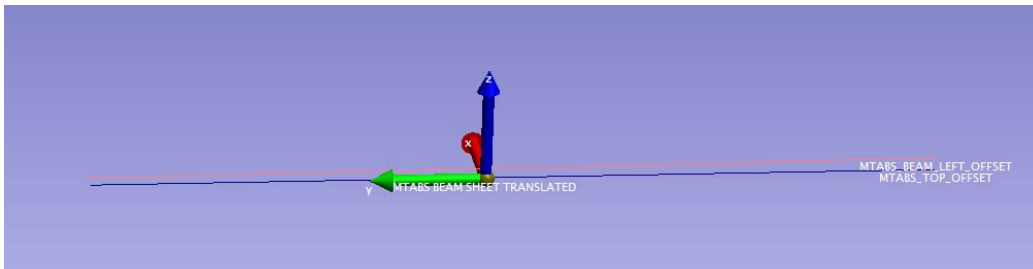 z
x
MTABS_BEAM_LEFT_OFFSET
MTABS_TOP_OFFSET
y
MTABS BEAM SHEET TRANSLATED